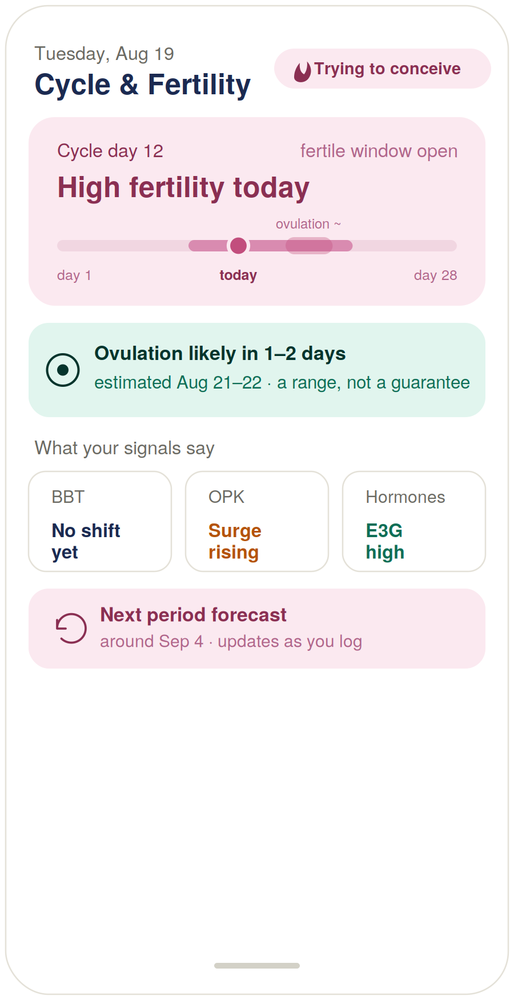 Tuesday, Aug 19
Cycle & Fertility
Trying to conceive
Cycle day 12
fertile window open
High fertility today
ovulation ~
day 1
today
day 28
Ovulation likely in 1–2 days
estimated Aug 21–22 · a range, not a guarantee
What your signals say
BBT
No shift
yet
OPK
Surge
rising
Hormones
E3G
high
Next period forecast
around Sep 4 · updates as you log